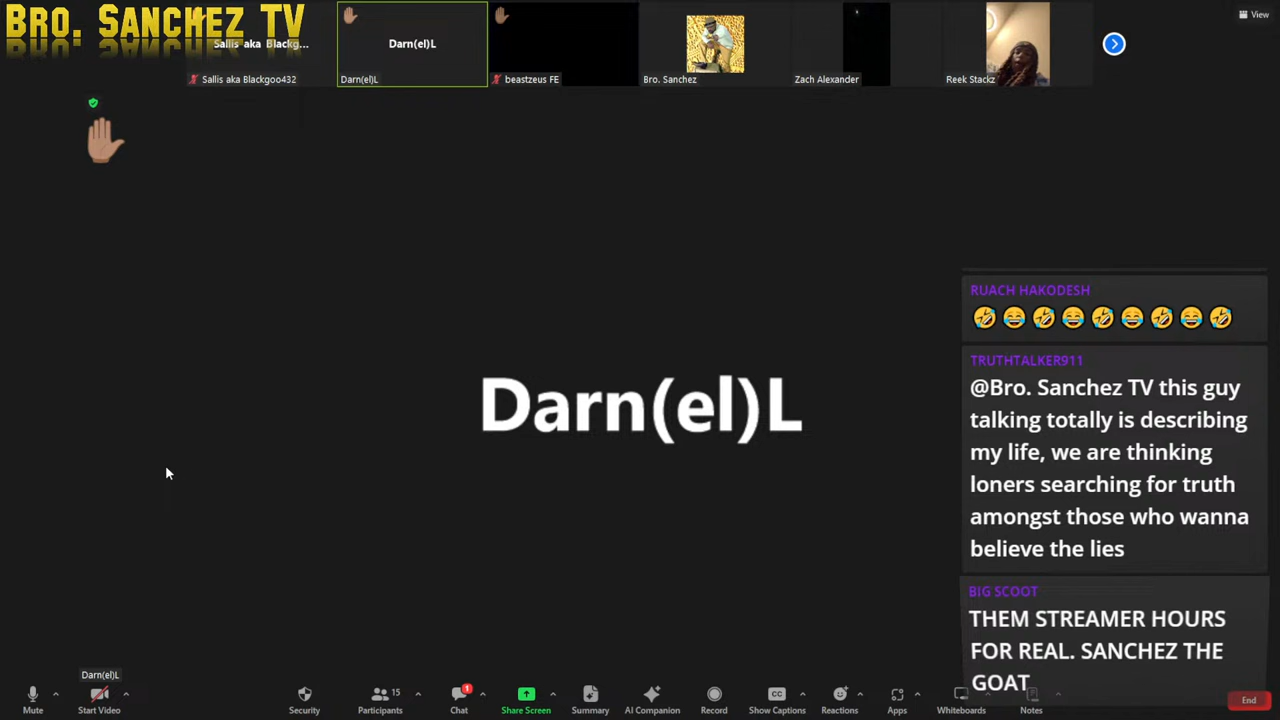 BRO. SANCHEZ TV
Sallis aka Blackg...
Sallis aka Blackgoo432
Darn(el)L
Darn(el)L
beastzeus FE
Bro. Sanchez
Zach Alexander
Reek Stackz
View
Darn(el)L
RUACH HAKODESH
🤣😂🤣😂🤣😂🤣😂🤣
TRUTHTALKER911
@Bro. Sanchez TV this guy
talking totally is describing
my life, we are thinking
loners searching for truth
amongst those who wanna
believe the lies
BIG SCOOT
THEM STREAMER HOURS
FOR REAL. SANCHEZ THE
GOAT
Darn(el)L
Mute
Start Video
Security
Participants
15
Chat
1
Share Screen
Summary
AI Companion
Record
CC
Show Captions
Reactions
Apps
Whiteboards
Notes
End